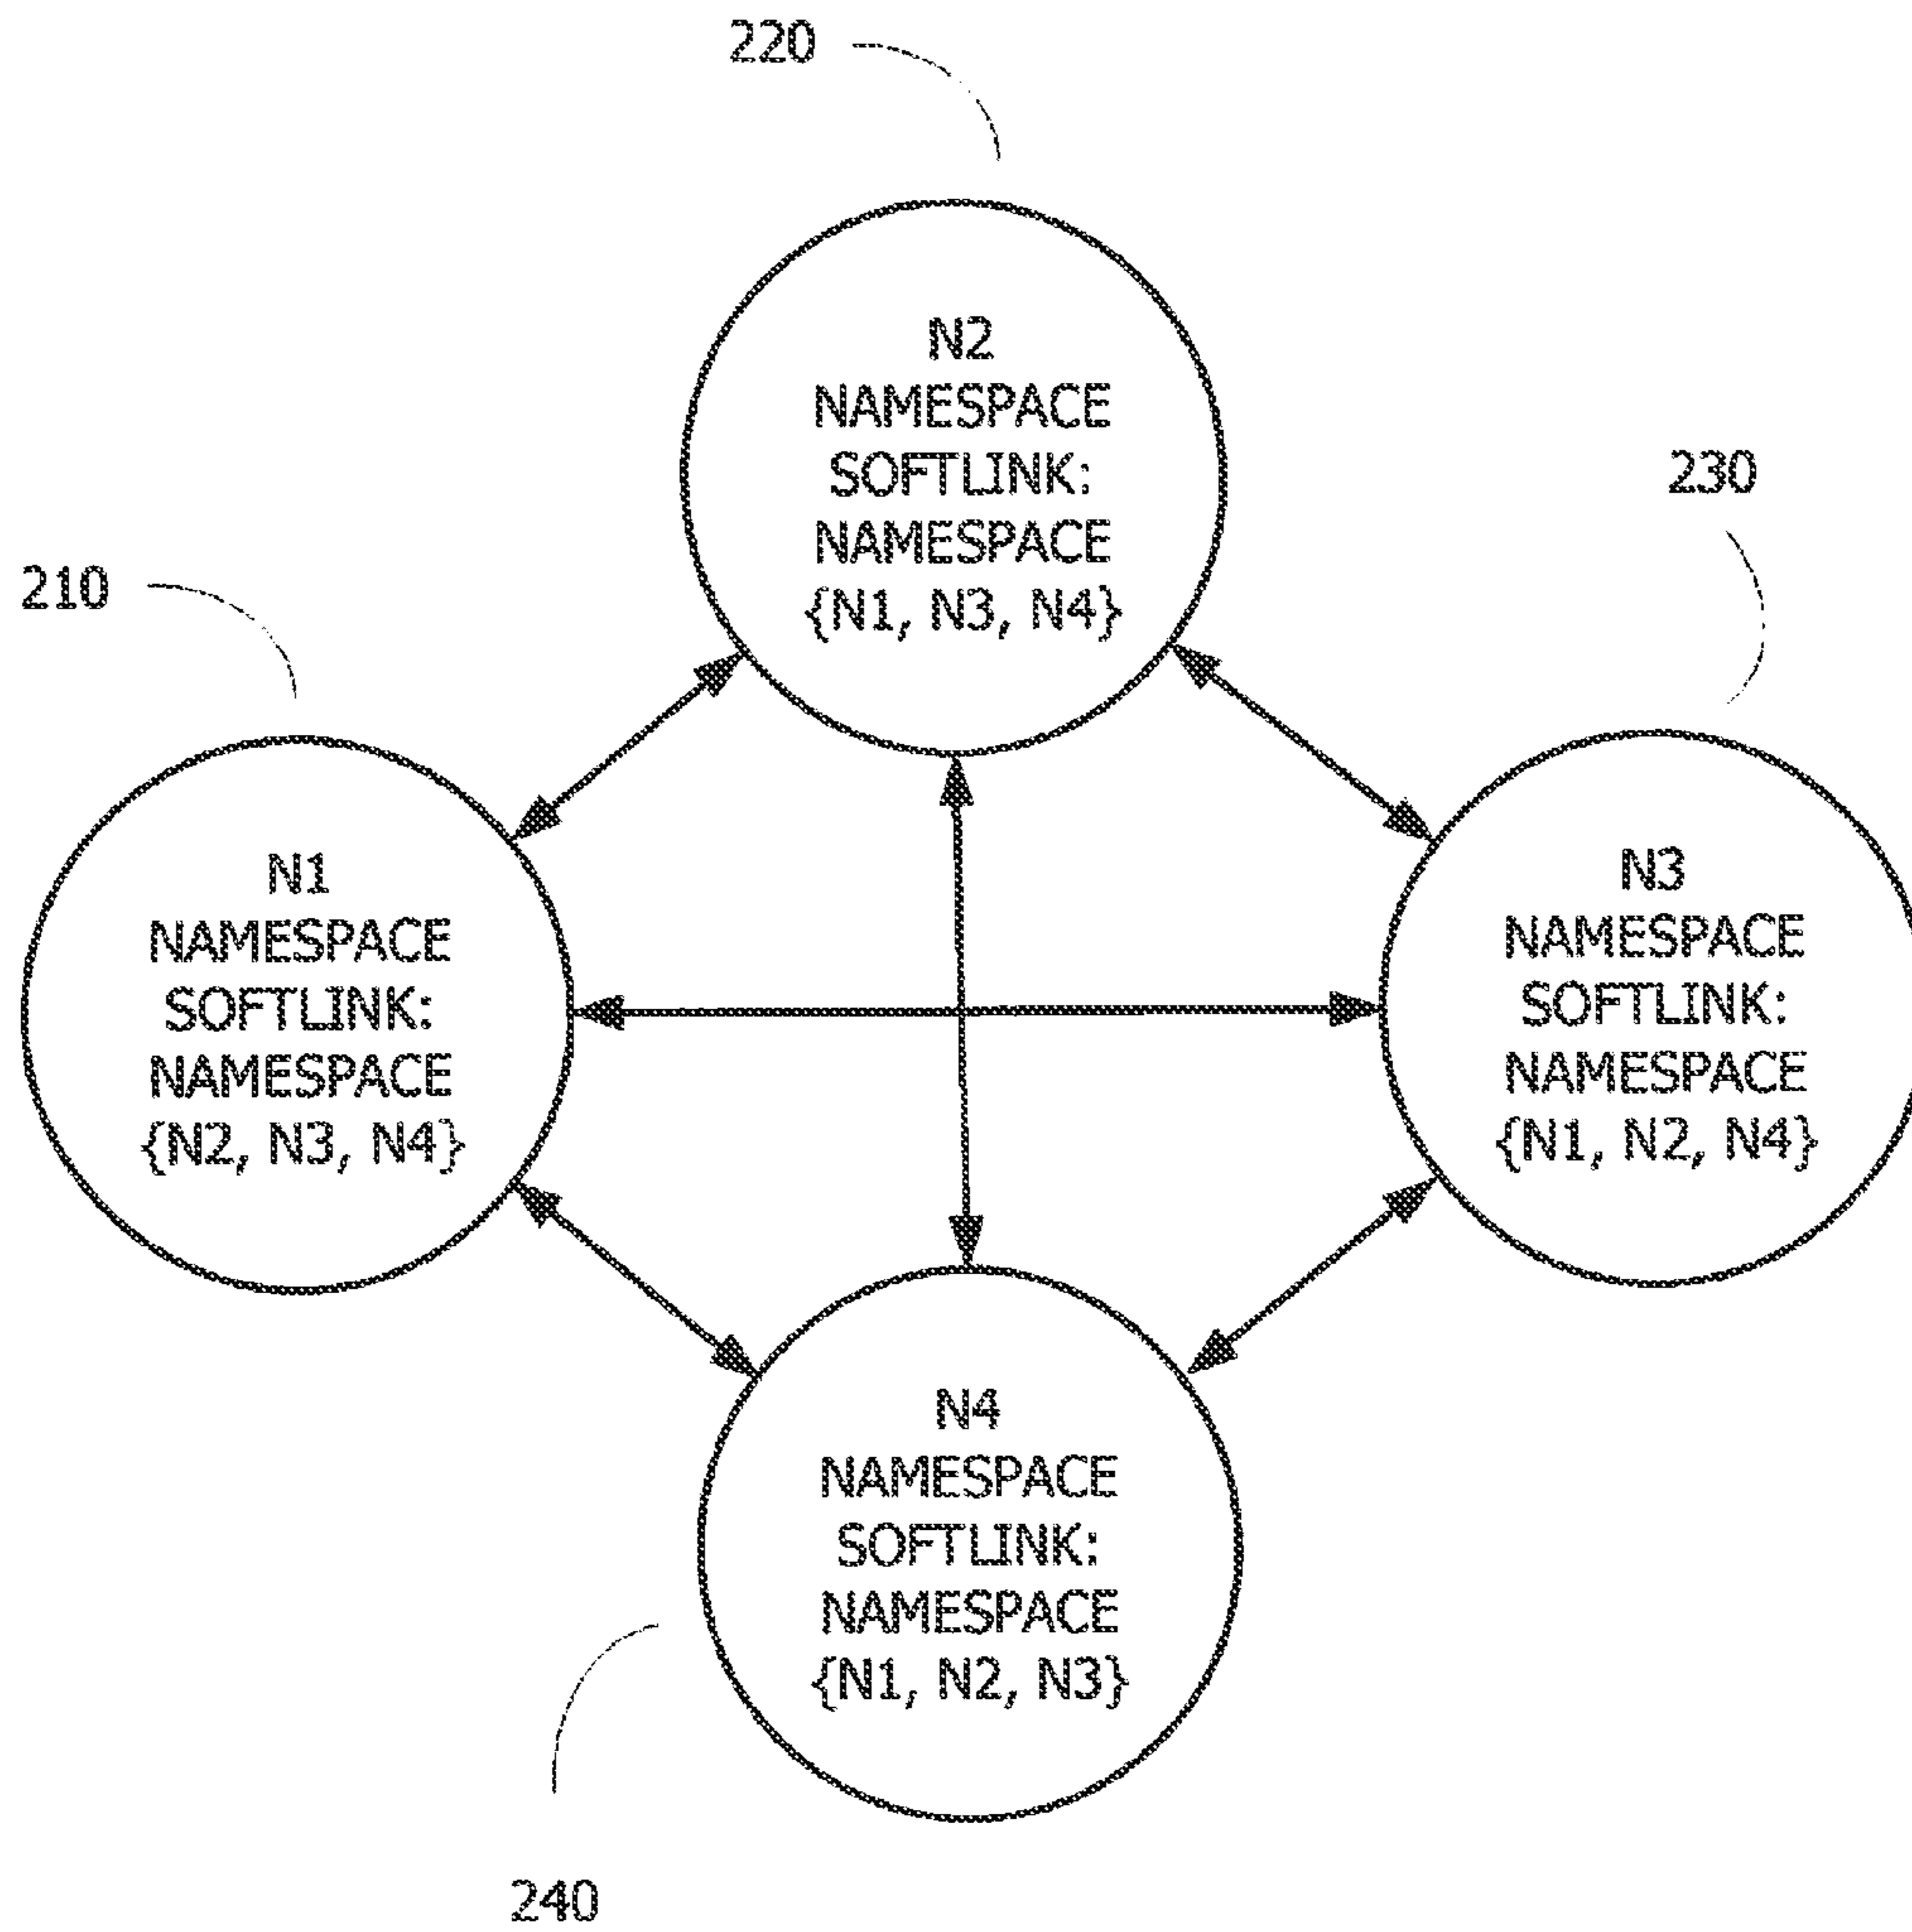 220
N2
NAMESPACE
SOFTLINK:
NAMESPACE
{N1, N3, N4}
230
210
N1
NAMESPACE
SOFTLINK:
NAMESPACE
{N2, N3, N4}
N3
NAMESPACE
SOFTLINK:
NAMESPACE
{N1, N2, N4}
N4
NAMESPACE
SOFTLINK:
NAMESPACE
{N1, N2, N3}
240